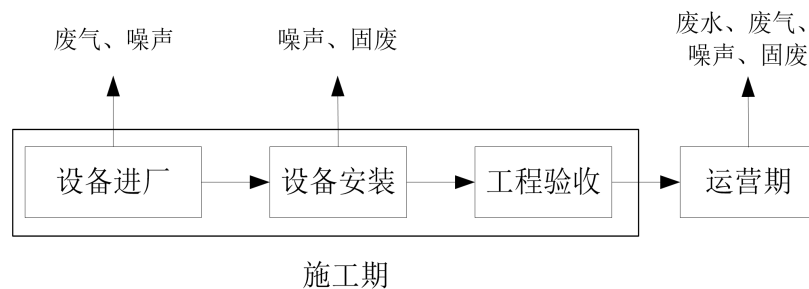 废气、噪声
噪声、固废
废水、废气、
噪声、固废
设备进厂
设备安装
工程验收
运营期
施工期